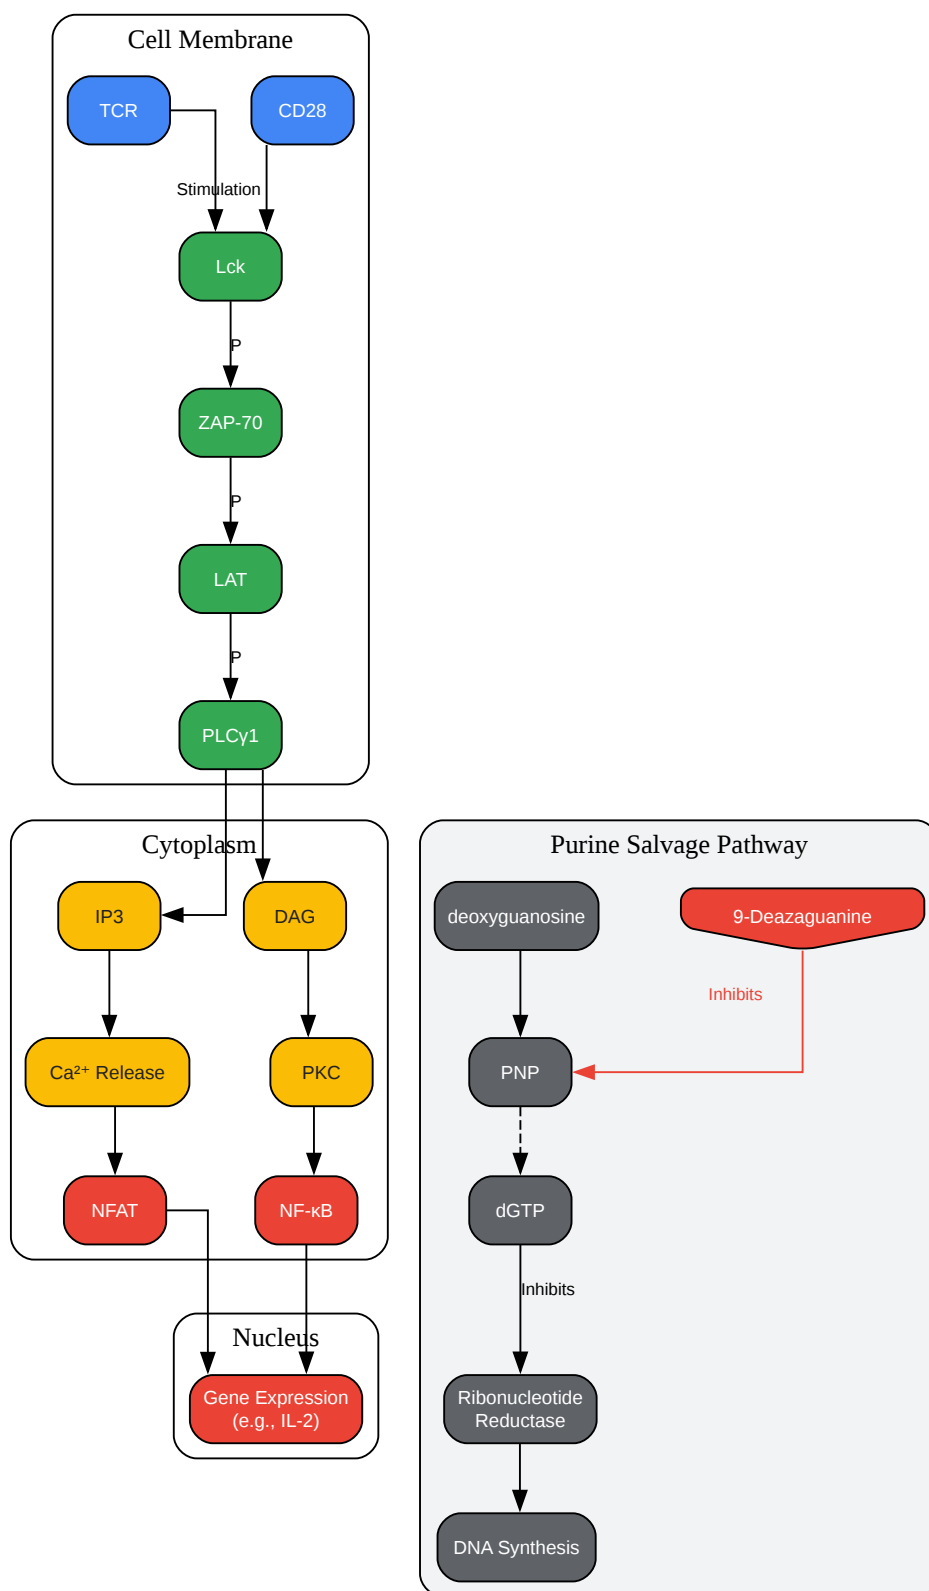 Cell Membrane
TCR
CD28
Stimulation
Lck
P
ZAP-70
P
LAT
P
PLCγ1
Cytoplasm
IP3
DAG
Ca²⁺ Release
PKC
NFAT
NF-κB
Nucleus
Gene Expression
(e.g., IL-2)
Purine Salvage Pathway
deoxyguanosine
9-Deazaguanine
Inhibits
PNP
dGTP
Inhibits
Ribonucleotide
Reductase
DNA Synthesis